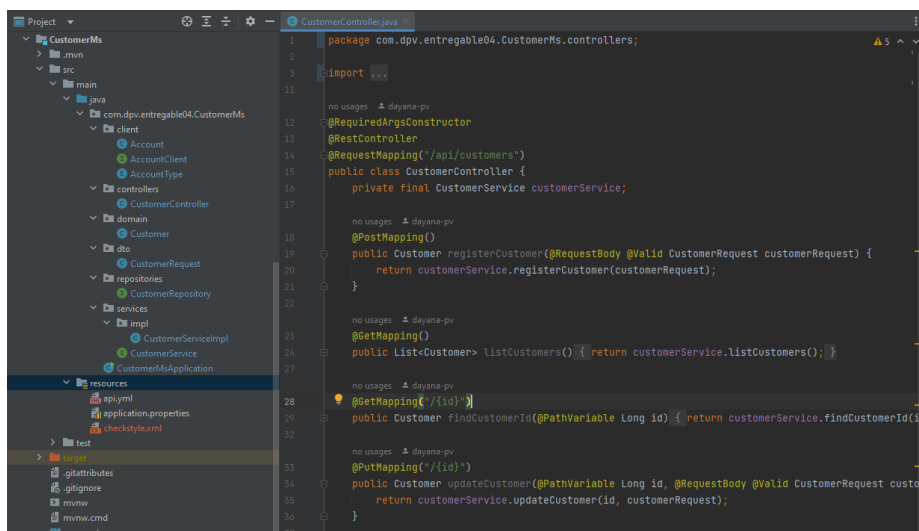 Project
CustomerMs
.mvn
src
main
java
com.dpv.entregable04.CustomerMs
client
Account
AccountClient
AccountType
controllers
CustomerController
domain
Customer
dto
CustomerRequest
repositories
CustomerRepository
services
impl
CustomerServiceImpl
CustomerService
CustomerMsApplication
resources
api.yml
application.properties
checkstyle.xml
test
target
.gitattributes
.gitignore
mvnw
mvnw.cmd
CustomerController.java
5
1 package com.dpv.entregable04.CustomerMs.controllers;
2
3 import ...
11
no usages dayana-pv
12 @RequiredArgsConstructor
13 @RestController
14 @RequestMapping("/api/customers")
15 public class CustomerController {
16 private final CustomerService customerService;
17
no usages dayana-pv
18 @PostMapping()
19 public Customer registerCustomer(@RequestBody @Valid CustomerRequest customerRequest) {
20 return customerService.registerCustomer(customerRequest);
21 }
22
no usages dayana-pv
23 @GetMapping()
24 public List<Customer> listCustomers() { return customerService.listCustomers(); }
27
no usages dayana-pv
28 @GetMapping("/{id}")
29 public Customer findCustomerId(@PathVariable Long id) { return customerService.findCustomerId(i
32
no usages dayana-pv
33 @PutMapping("/{id}")
34 public Customer updateCustomer(@PathVariable Long id, @RequestBody @Valid CustomerRequest custo
35 return customerService.updateCustomer(id, customerRequest);
36 }